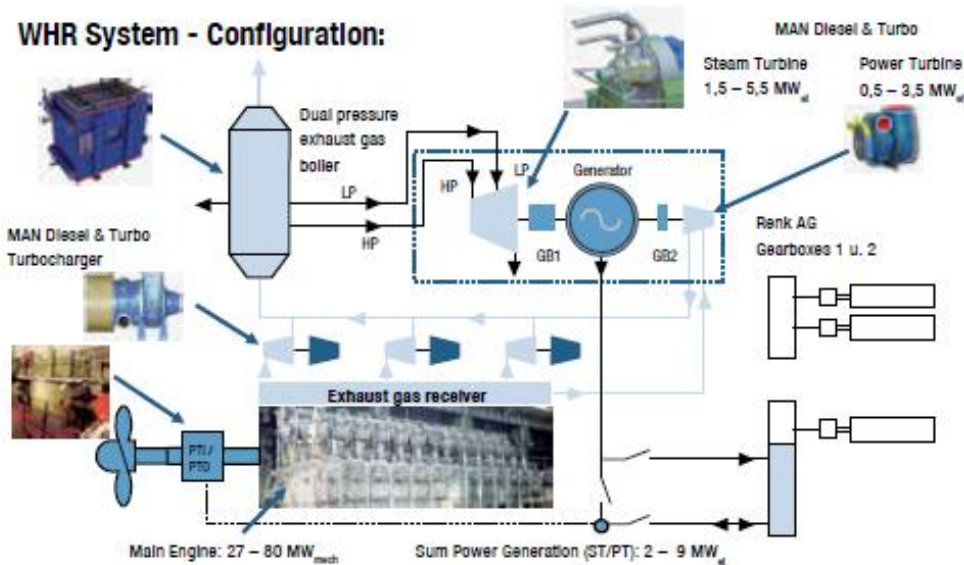 WHR System - Configuration:
MAN Diesel & Turbo
Steam Turbine
1,5 – 5,5 MWel
Power Turbine
0,5 – 3,5 MWel
Dual pressure
exhaust gas
boiler
LP
HP
HP
LP
Generator
GB1
GB2
Renk AG
Gearboxes 1 u. 2
MAN Diesel & Turbo
Turbocharger
Exhaust gas receiver
PTI /
PTO
Main Engine: 27 – 80 MWmech
Sum Power Generation (ST/PT): 2 – 9 MWel